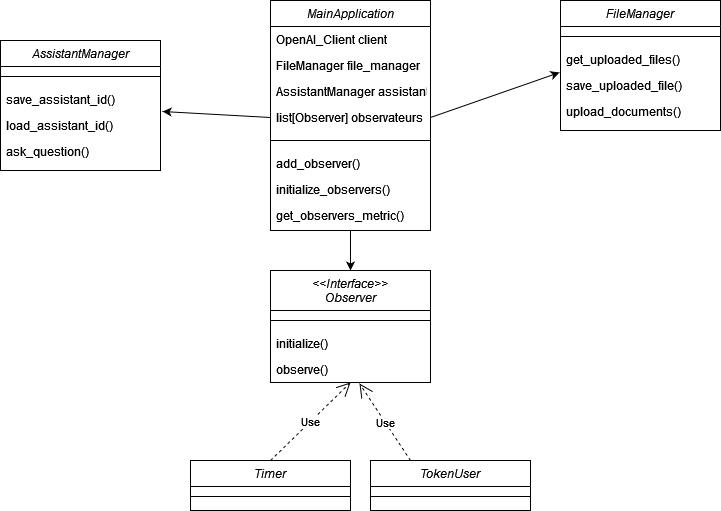 MainApplication
OpenAI_Client client
FileManager file_manager
AssistantManager assistant
list[Observer] observateurs
add_observer()
initialize_observers()
get_observers_metric()
AssistantManager
save_assistant_id()
load_assistant_id()
ask_question()
FileManager
get_uploaded_files()
save_uploaded_file()
upload_documents()
<<Interface>>
Observer
initialize()
observe()
Use
Use
Timer
TokenUser